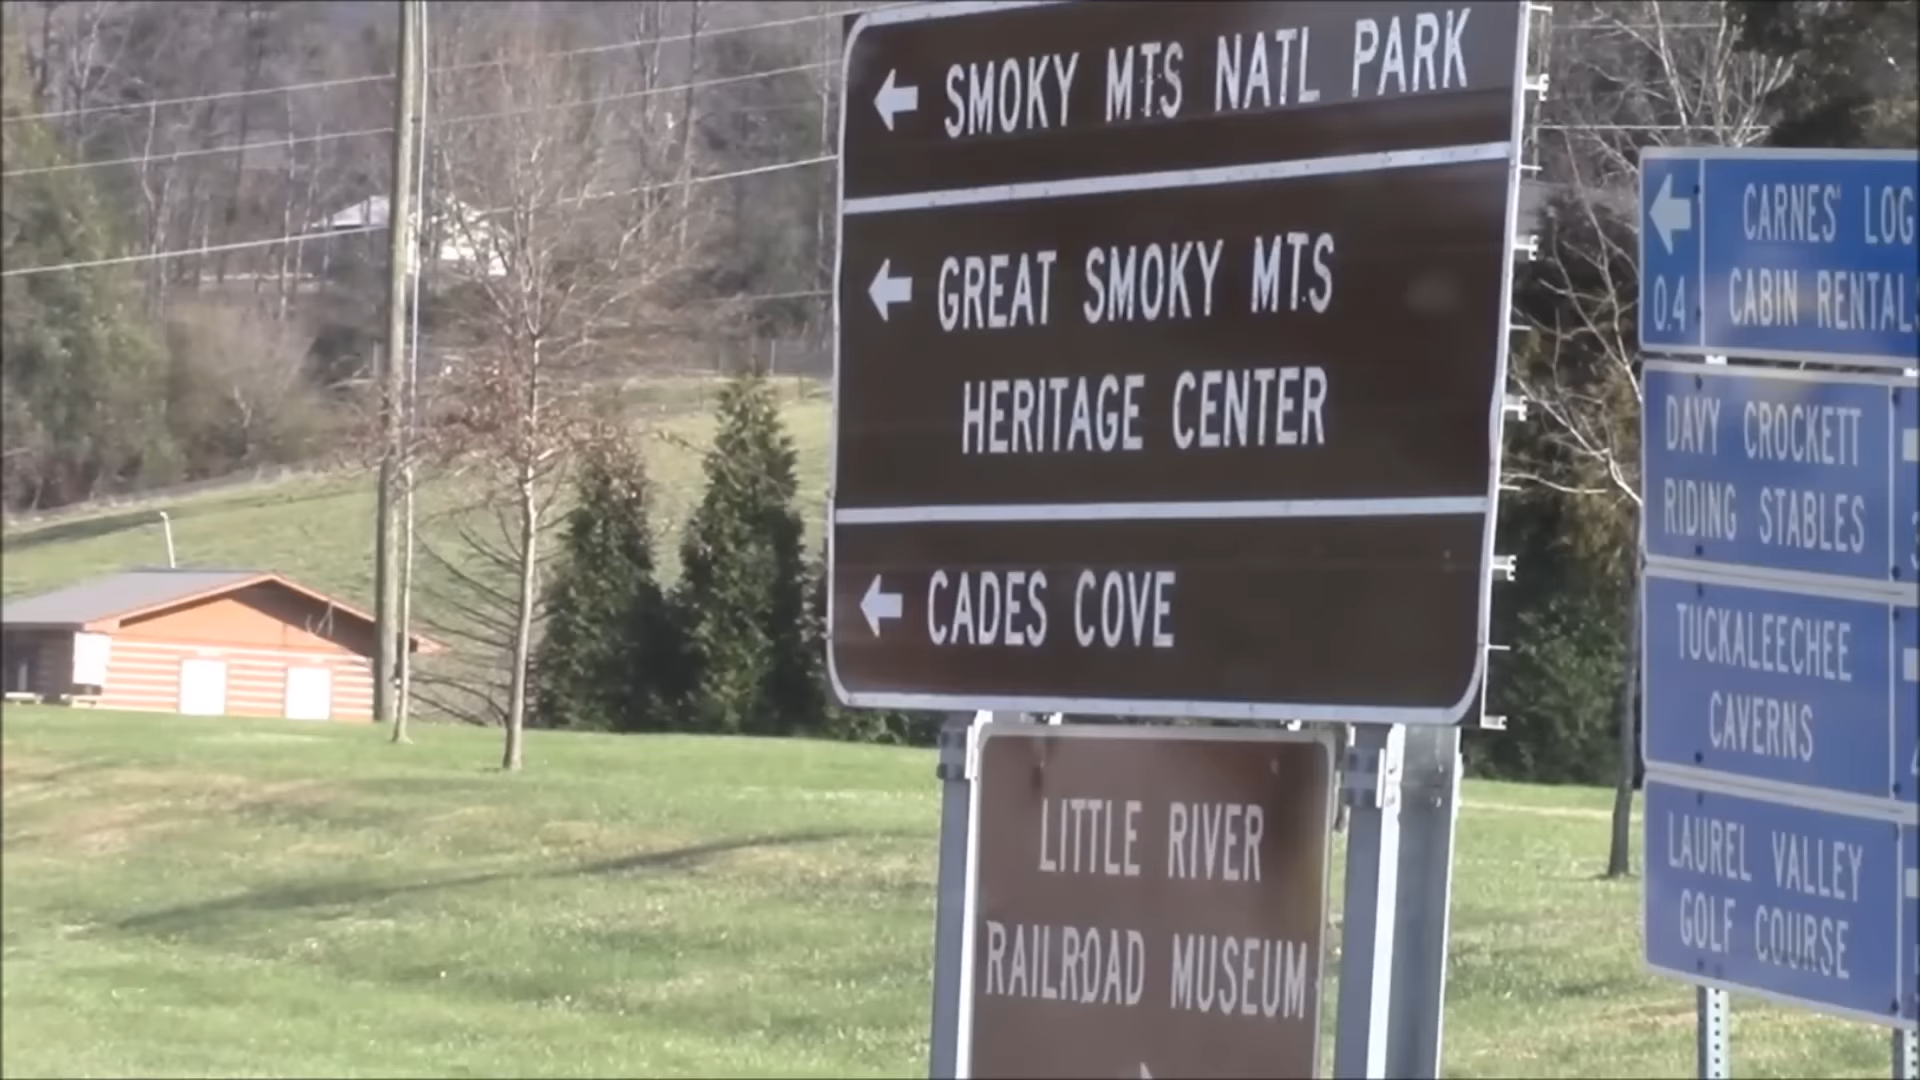 SMOKY MTS NATL PARK
GREAT SMOKY MTS
HERITAGE CENTER
CADES COVE
LITTLE RIVER
RAILROAD MUSEUM
CARNES' LOG
CABIN RENTALS
0.4
DAVY CROCKETT
RIDING STABLES
TUCKALEECHEE
CAVERNS
LAUREL VALLEY
GOLF COURSE